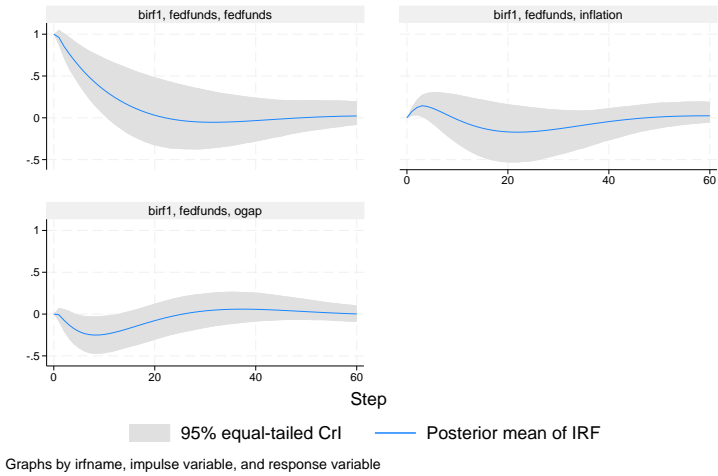 birf1, fedfunds, fedfunds
birf1, fedfunds, inflation
1
.5
0
-.5
0
20
40
60
birf1, fedfunds, ogap
1
.5
0
-.5
0
20
40
60
Step
95% equal-tailed CrI
Posterior mean of IRF
Graphs by irfname, impulse variable, and response variable